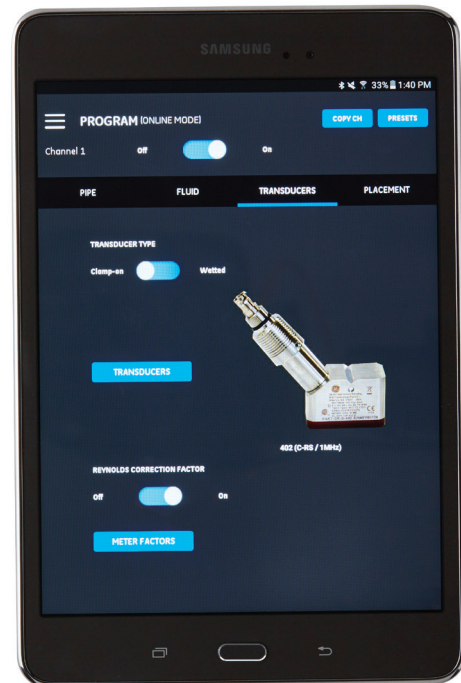 SAMSUNG
33% 1:40 PM
PROGRAM (ONLINE MODE)
COPY CH
PRESETS
Channel 1
Off
On
PIPE
FLUID
TRANSDUCERS
PLACEMENT
TRANSDUCER TYPE
Clamp-on
Wetted
TRANSDUCERS
402 (C-RS / 1MHz)
REYNOLDS CORRECTION FACTOR
Off
On
METER FACTORS